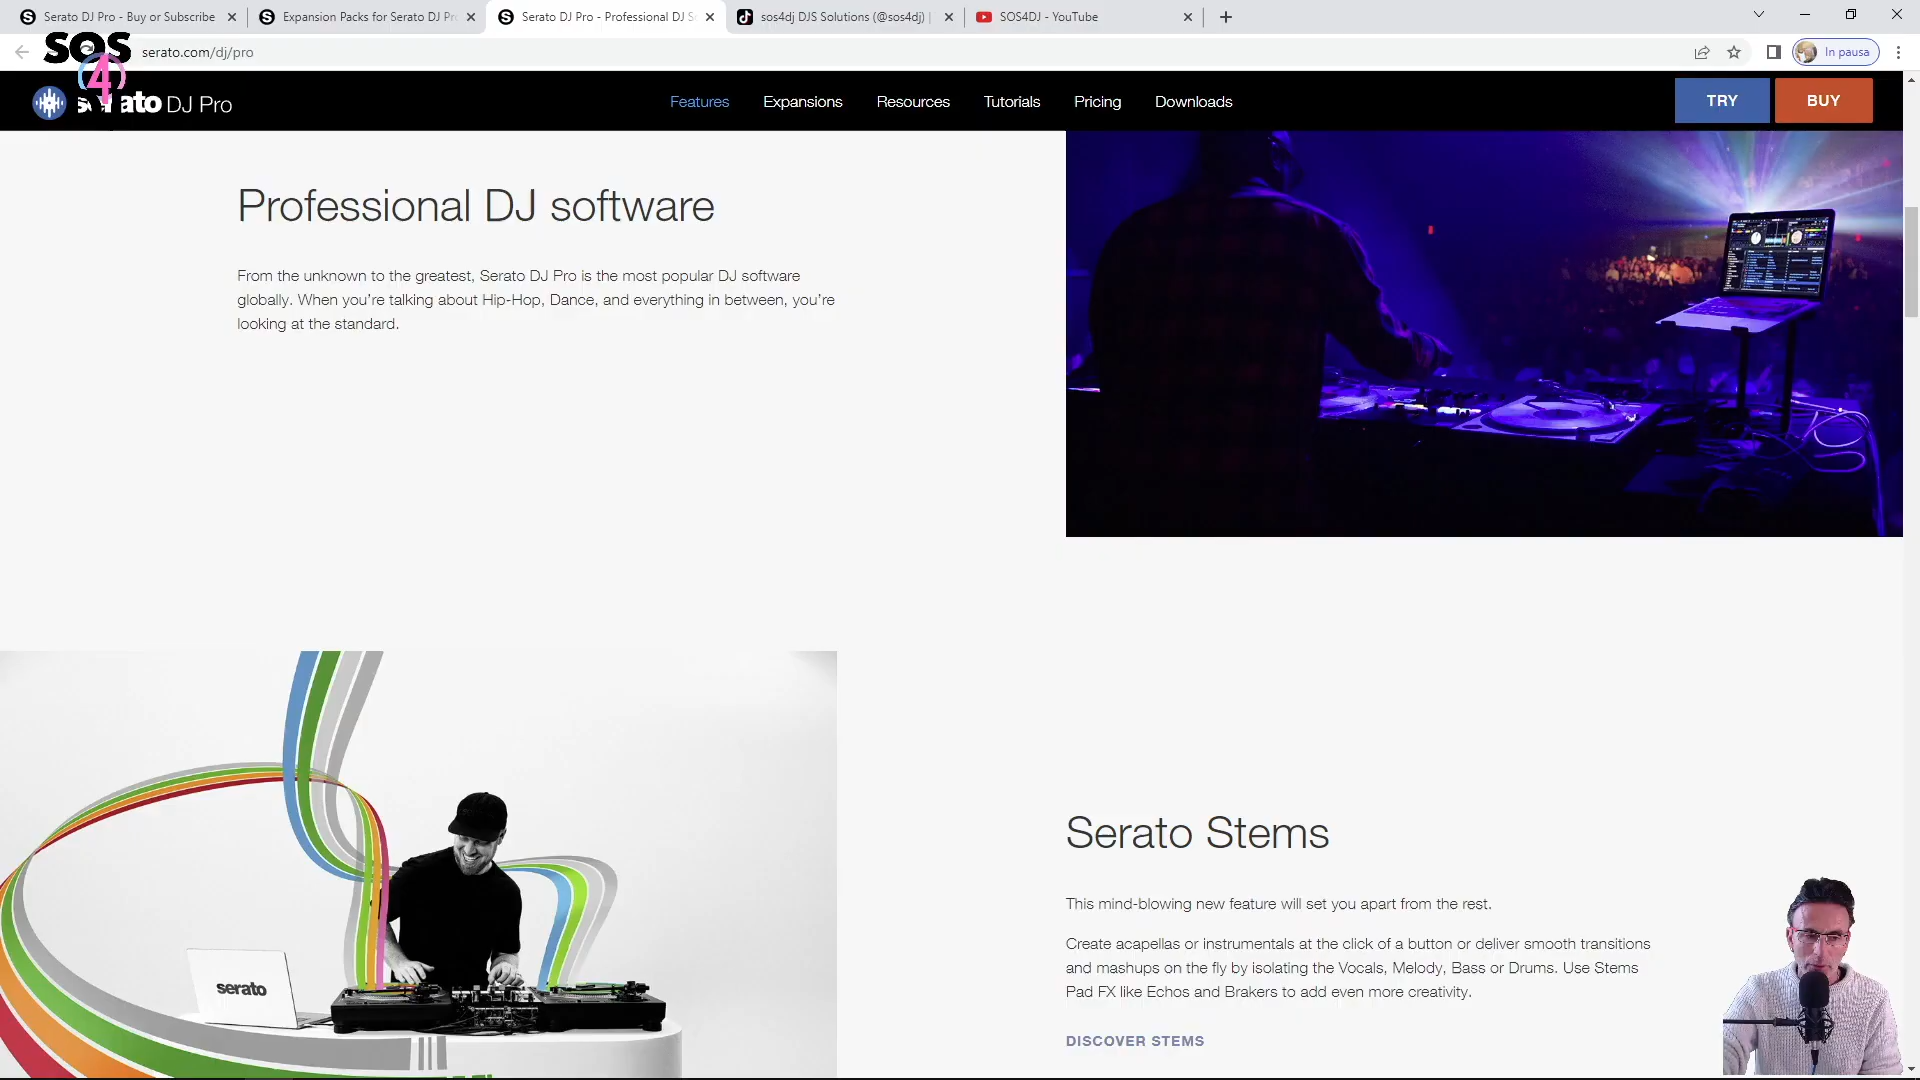 Serato DJ Pro - Buy or Subscribe
Expansion Packs for Serato DJ Pr
Serato DJ Pro - Professional DJ S
sos4dj DJS Solutions (@sos4dj) |
SOS4DJ - YouTube
SOS
4
serato.com/dj/pro
In pausa
serato DJ Pro
Features
Expansions
Resources
Tutorials
Pricing
Downloads
TRY
BUY
Professional DJ software
From the unknown to the greatest, Serato DJ Pro is the most popular DJ software
globally. When you're talking about Hip-Hop, Dance, and everything in between, you're
looking at the standard.
serato
Serato Stems
This mind-blowing new feature will set you apart from the rest.
Create acapellas or instrumentals at the click of a button or deliver smooth transitions
and mashups on the fly by isolating the Vocals, Melody, Bass or Drums. Use Stems
Pad FX like Echos and Brakers to add even more creativity.
DISCOVER STEMS